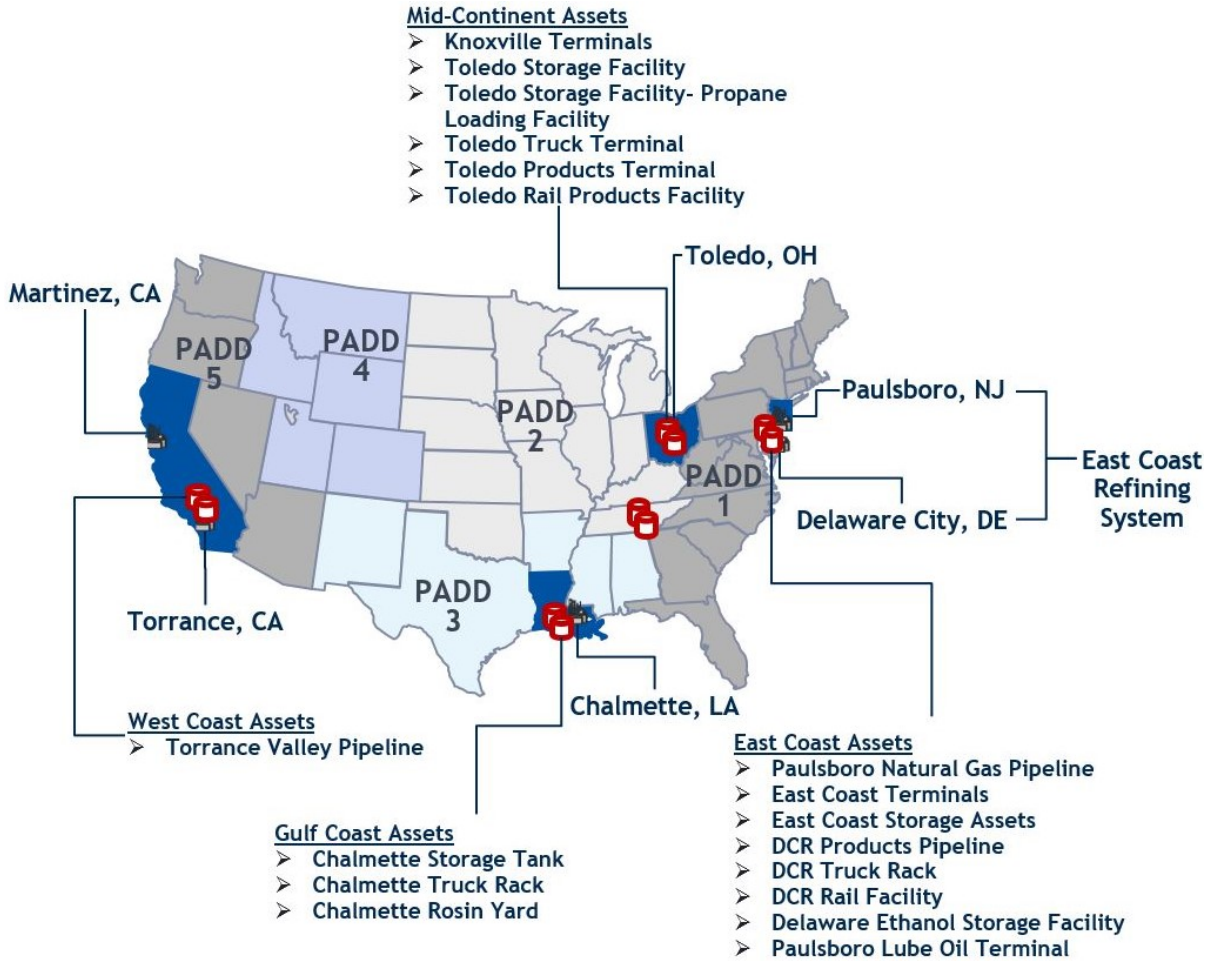 Mid-Continent Assets
➢ Knoxville Terminals
➢ Toledo Storage Facility
➢ Toledo Storage Facility- Propane
Loading Facility
➢ Toledo Truck Terminal
➢ Toledo Products Terminal
➢ Toledo Rail Products Facility
Toledo, OH
Martinez, CA
PADD
5
PADD
4
PADD
2
PADD
1
PADD
3
Paulsboro, NJ
Delaware City, DE
East Coast
Refining
System
Torrance, CA
Chalmette, LA
West Coast Assets
➢ Torrance Valley Pipeline
Gulf Coast Assets
➢ Chalmette Storage Tank
➢ Chalmette Truck Rack
➢ Chalmette Rosin Yard
East Coast Assets
➢ Paulsboro Natural Gas Pipeline
➢ East Coast Terminals
➢ East Coast Storage Assets
➢ DCR Products Pipeline
➢ DCR Truck Rack
➢ DCR Rail Facility
➢ Delaware Ethanol Storage Facility
➢ Paulsboro Lube Oil Terminal